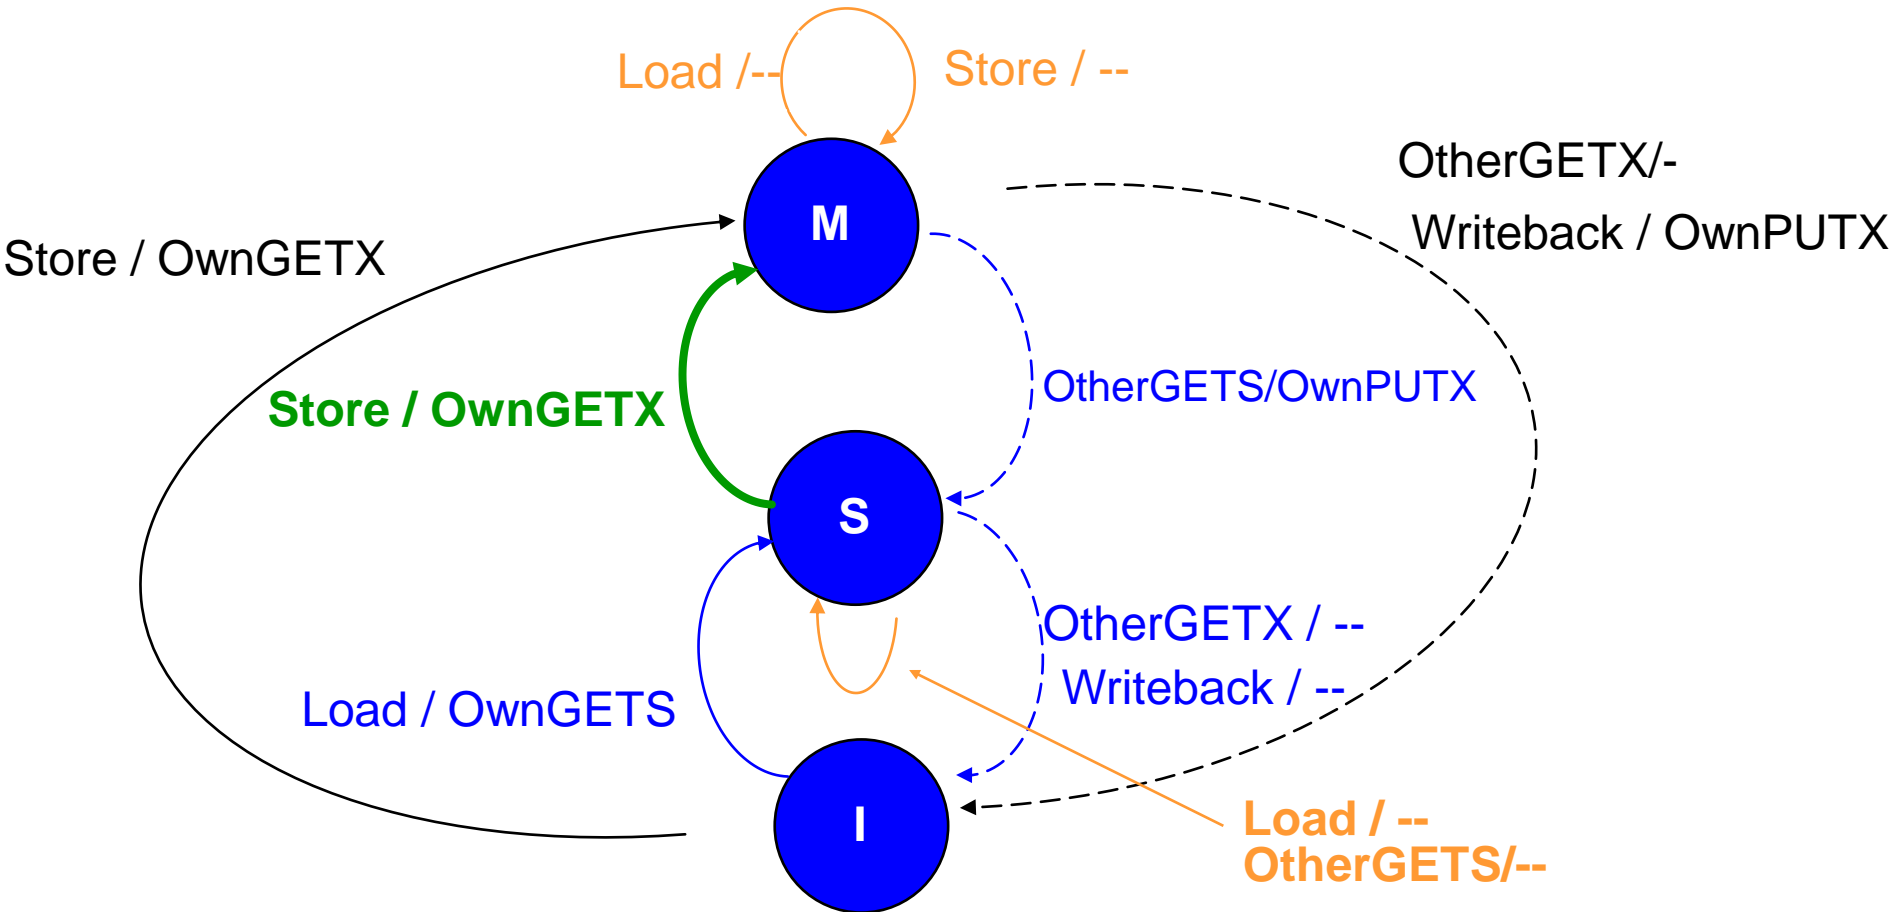 Load /--
Store / --
OtherGETX/-
Writeback / OwnPUTX
M
Store / OwnGETX
OtherGETS/OwnPUTX
Store / OwnGETX
S
OtherGETX / --
Writeback / --
Load / OwnGETS
I
Load / --
OtherGETS/--